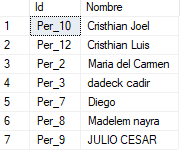 Id Nombre
1 Per_10 Cristhian Joel
2 Per_12 Cristhian Luis
3 Per_2 Maria del Carmen
4 Per_3 dadeck cadir
5 Per_7 Diego
6 Per_8 Madelem nayra
7 Per_9 JULIO CESAR